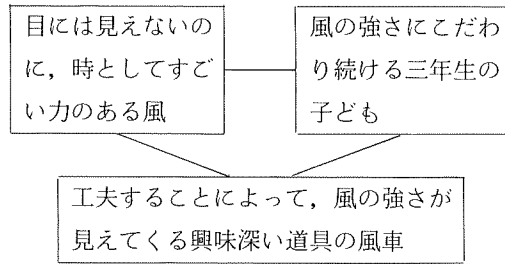 目には見えないの
に，時としてすご
い力のある風
風の強さにこだわ
り続ける三年生の
子ども
工夫することによって，風の強さが
見えてくる興味深い道具の風車